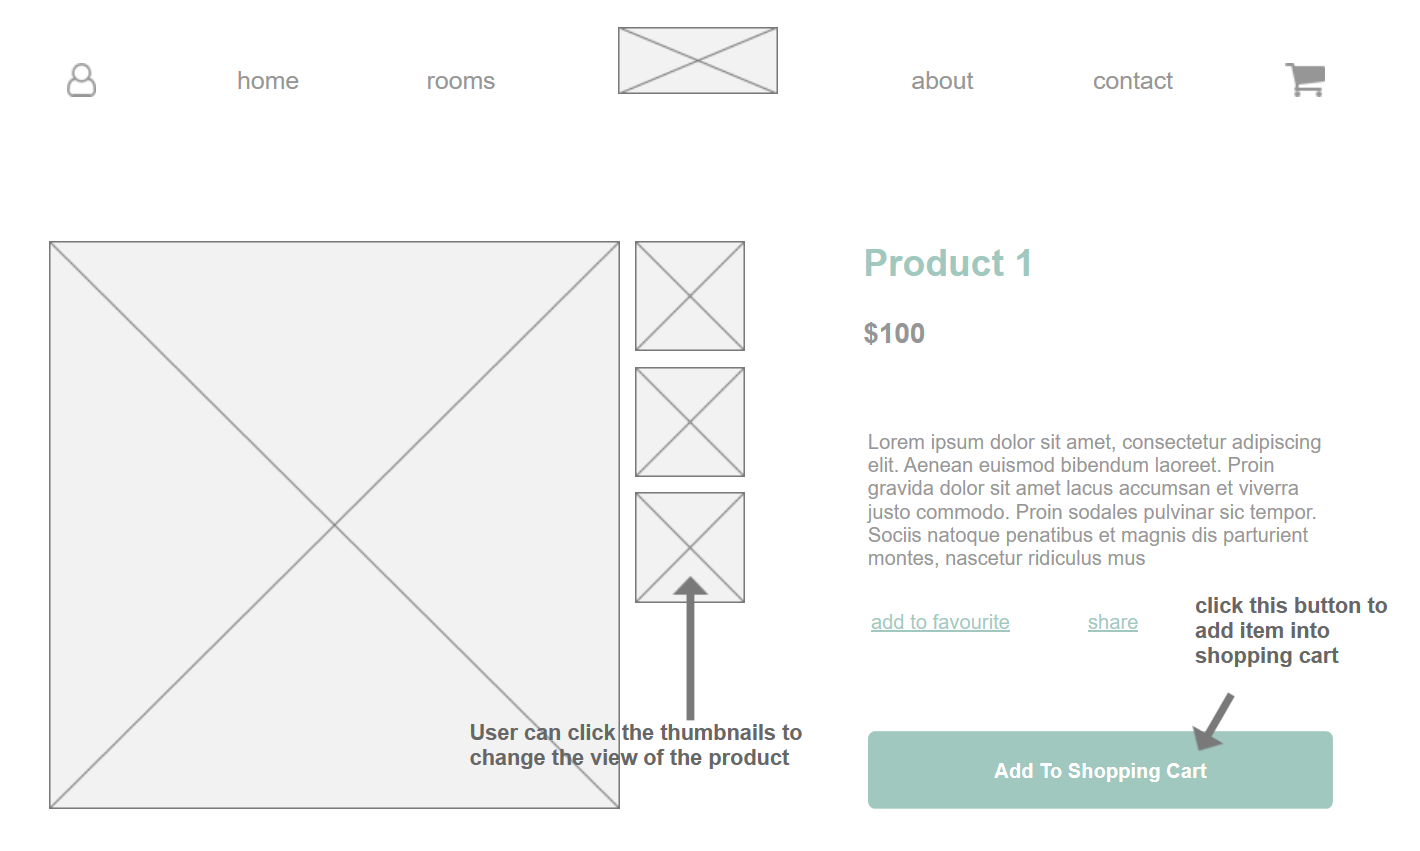 home
rooms
about
contact
Product 1
$100
Lorem ipsum dolor sit amet, consectetur adipiscing
elit. Aenean euismod bibendum laoreet. Proin
gravida dolor sit amet lacus accumsan et viverra
justo commodo. Proin sodales pulvinar sic tempor.
Sociis natoque penatibus et magnis dis parturient
montes, nascetur ridiculus mus
add to favourite
share
click this button to
add item into
shopping cart
User can click the thumbnails to
change the view of the product
Add To Shopping Cart